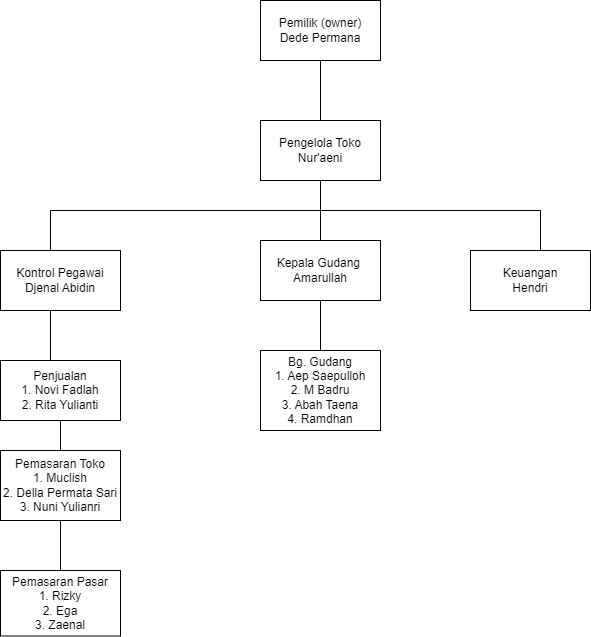 Pemilik (owner)
Dede Permana
Pengelola Toko
Nur'aeni
Kontrol Pegawai
Djenal Abidin
Kepala Gudang
Amarullah
Keuangan
Hendri
Penjualan
1. Novi Fadlah
2. Rita Yulianti
Bg. Gudang
1. Aep Saepulloh
2. M Badru
3. Abah Taena
4. Ramdhan
Pemasaran Toko
1. Muclish
2. Della Permata Sari
3. Nuni Yulianri
Pemasaran Pasar
1. Rizky
2. Ega
3. Zaenal